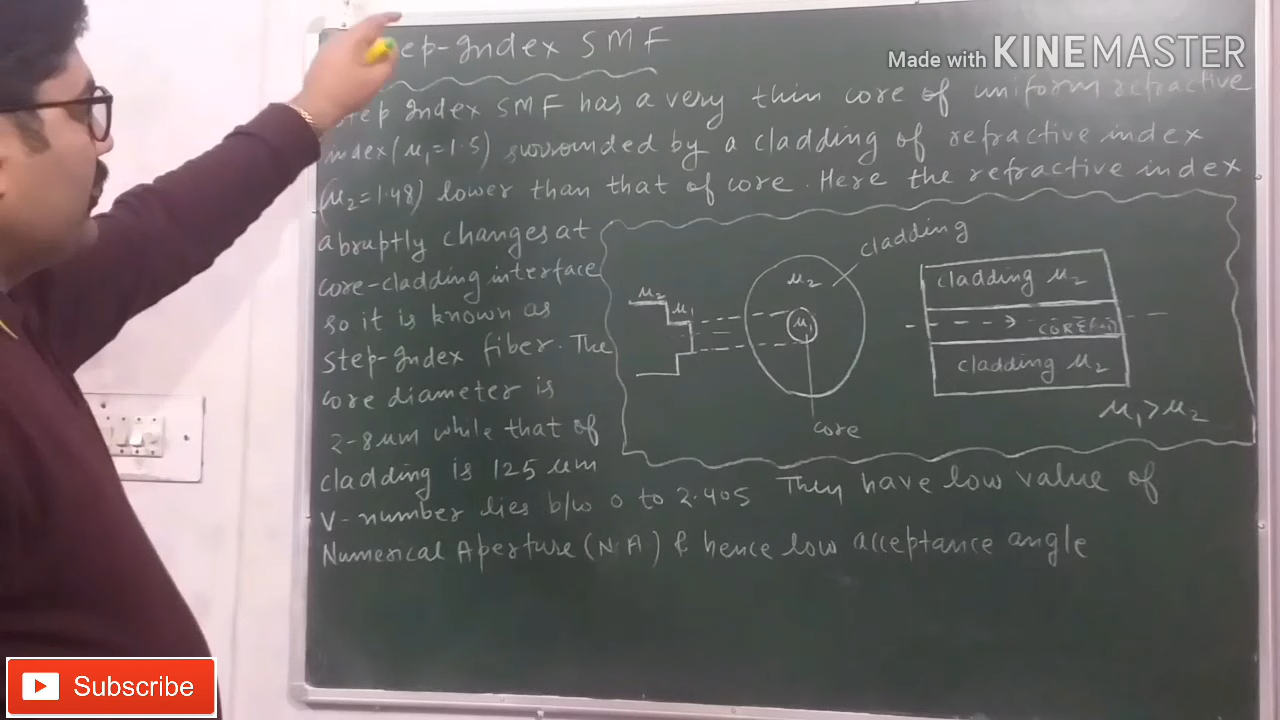 Made with KINEMASTER
ep-Index SMF
Step Index SMF has a very thin core of uniform refractive
index (μ₁=1.5) surrounded by a cladding of refractive index
(μ₂=1.48) lower than that of core. Here the refractive index
abruptly changes at
core-cladding interface
so it is known as
Step-Index fiber. The
core diameter is
2-8μm while that of
cladding is 125 μm
V-number lies b/w 0 to 2.405 They have low value of
Numerical Aperture (NA) & hence low acceptance angle
cladding
μ₂
μ₁
μ₂
μ₁
core
cladding μ₂
CORE
cladding μ₂
μ₁>μ₂
Subscribe